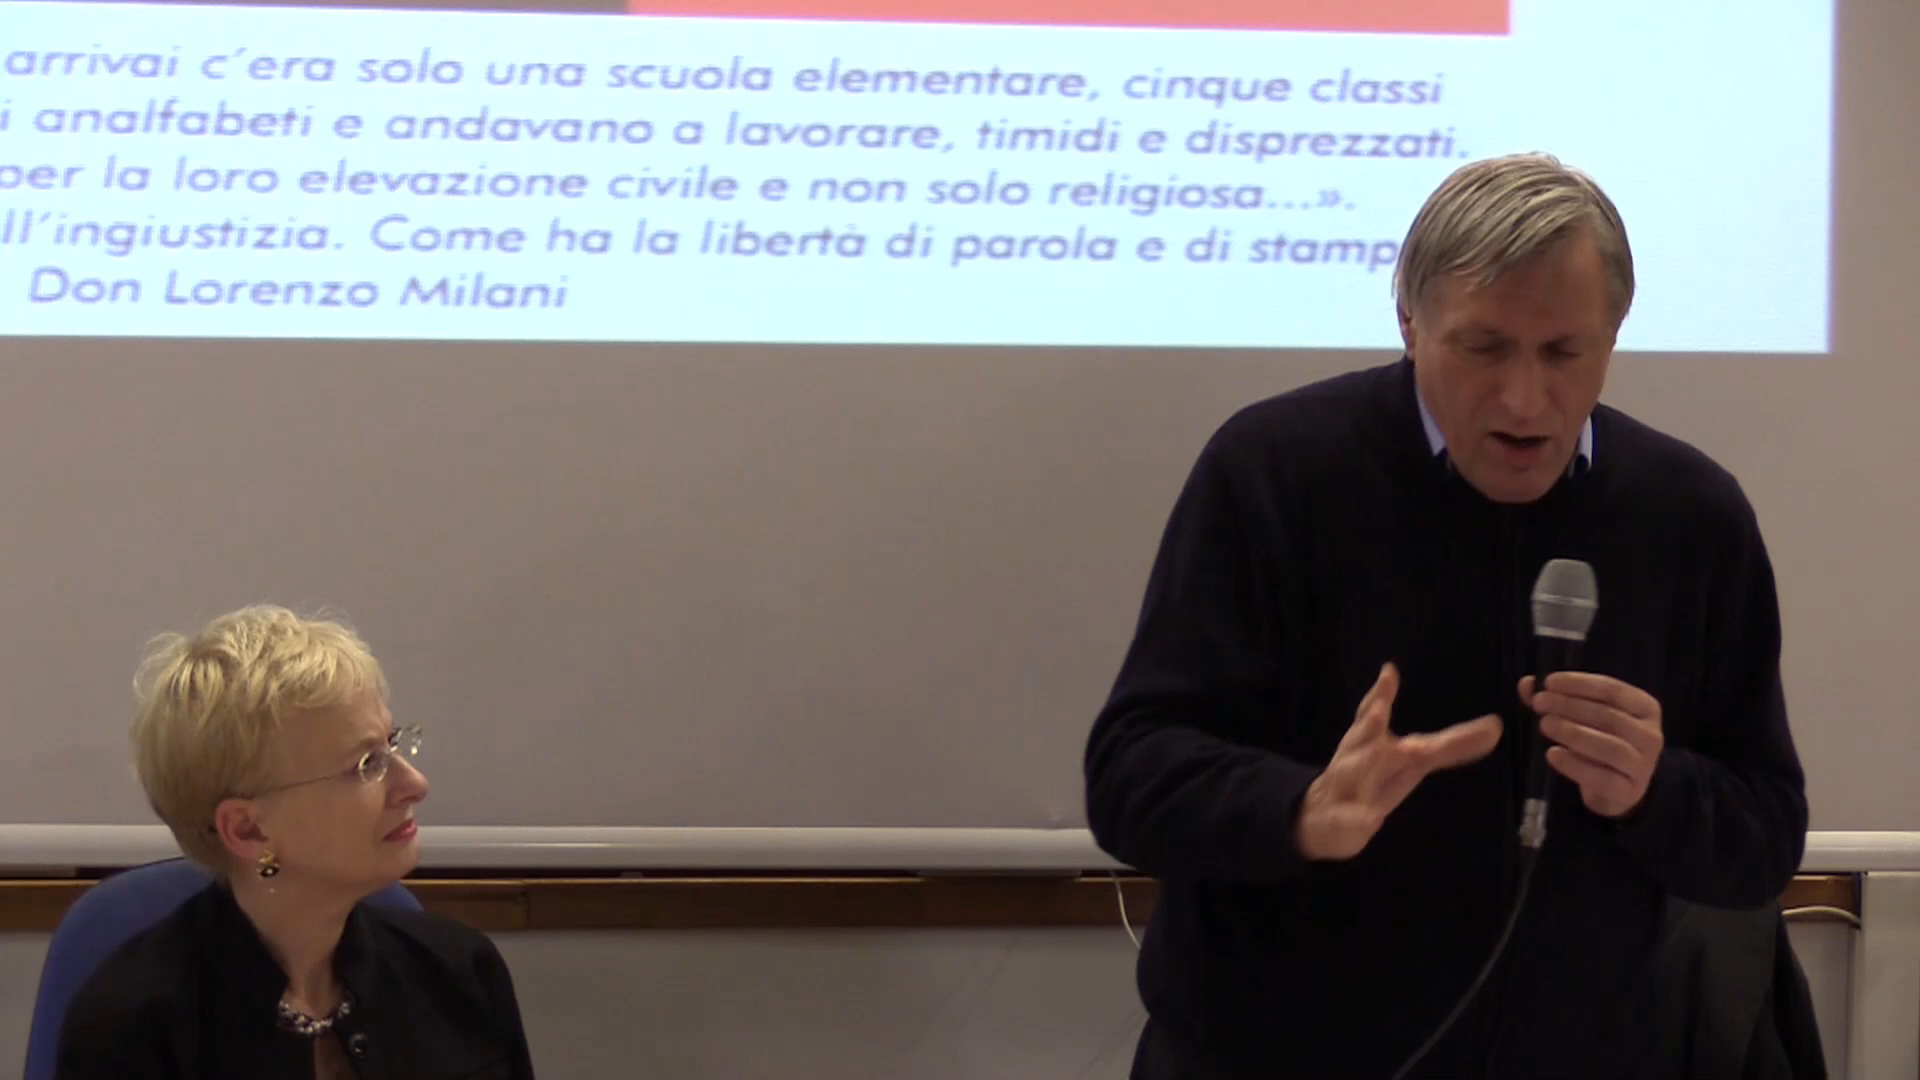 arrivai c'era solo una scuola elementare, cinque classi
i analfabeti e andavano a lavorare, timidi e disprezzati.
per la loro elevazione civile e non solo religiosa...».
ll'ingiustizia. Come ha la libertà di parola e di stamp
Don Lorenzo Milani